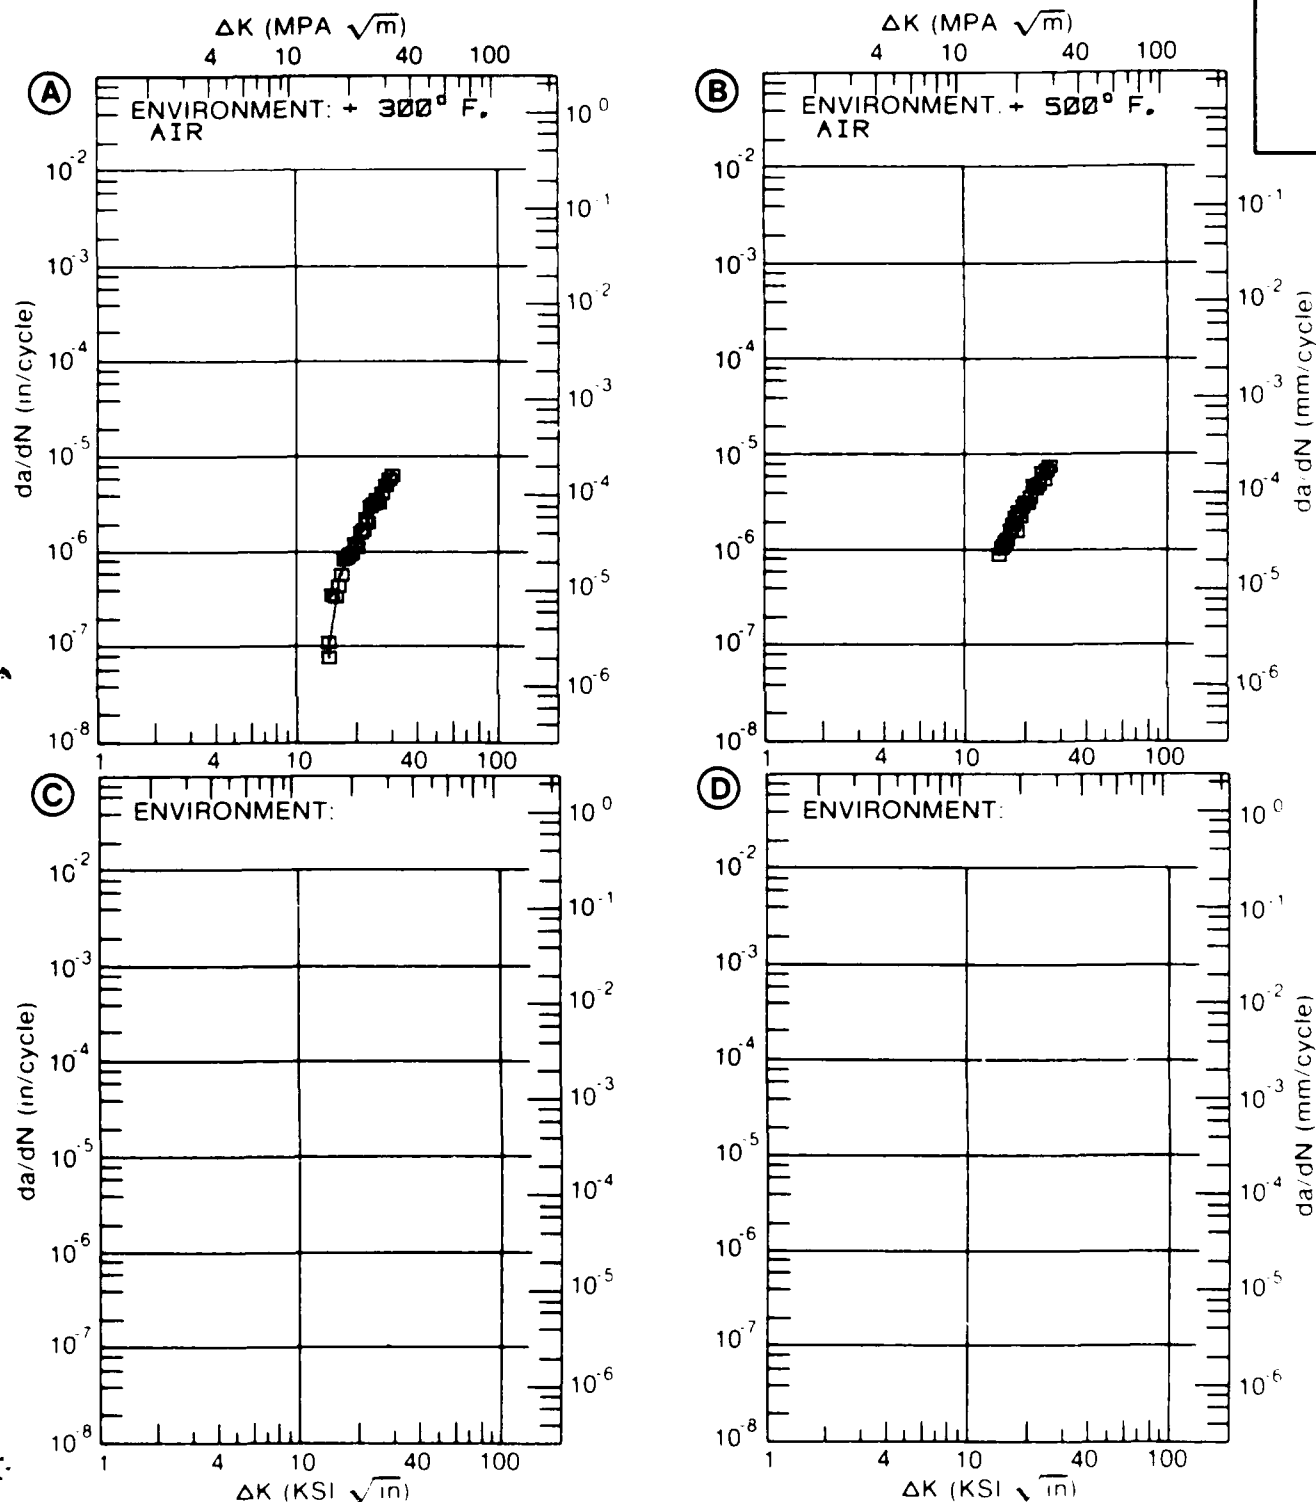 ΔK (MPA √m)
4 10 40 100
A
ENVIRONMENT: + 300° F.
AIR
10^-2
10^-3
10^-4
10^-5
10^-6
10^-7
10^-8
da/dN (in/cycle)
10^0
10^-1
10^-2
10^-3
10^-4
10^-5
10^-6
1 4 10 40 100
ΔK (MPA √m)
4 10 40 100
B
ENVIRONMENT. + 500° F.
AIR
10^-2
10^-3
10^-4
10^-5
10^-6
10^-7
10^-8
10^-1
10^-2
10^-3
10^-4
10^-5
10^-6
da/dN (mm/cycle)
1 4 10 40 100
C
ENVIRONMENT:
10^-2
10^-3
10^-4
10^-5
10^-6
10^-7
10^-8
da/dN (in/cycle)
10^0
10^-1
10^-2
10^-3
10^-4
10^-5
10^-6
1 4 10 40 100
ΔK (KSI √in)
D
ENVIRONMENT:
10^-2
10^-3
10^-4
10^-5
10^-6
10^-7
10^-8
10^0
10^-1
10^-2
10^-3
10^-4
10^-5
10^-6
da/dN (mm/cycle)
1 4 10 40 100
ΔK (KSI √in)